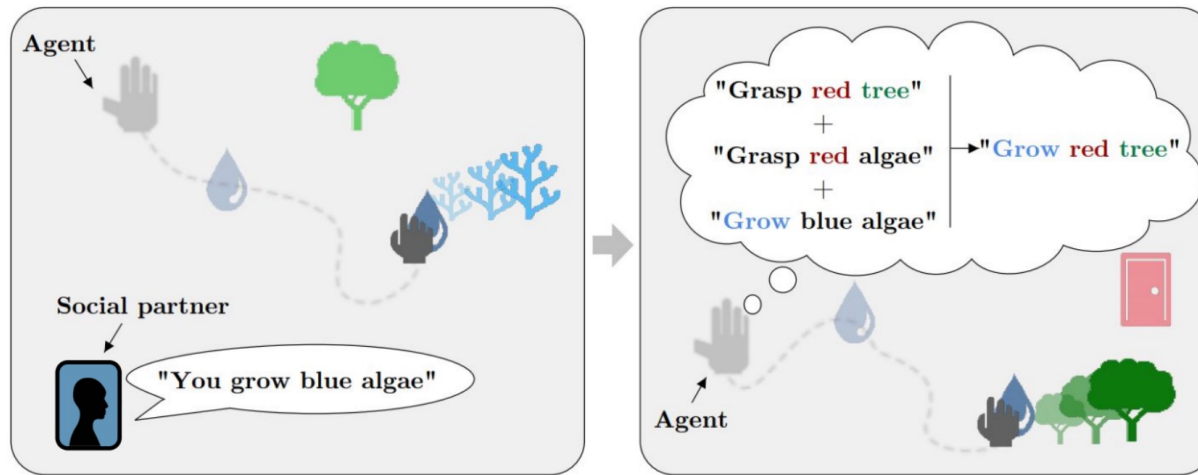 Agent
Social partner
"You grow blue algae"
"Grasp red tree"
+
"Grasp red algae"
+
"Grow blue algae"
"Grow red tree"
Agent